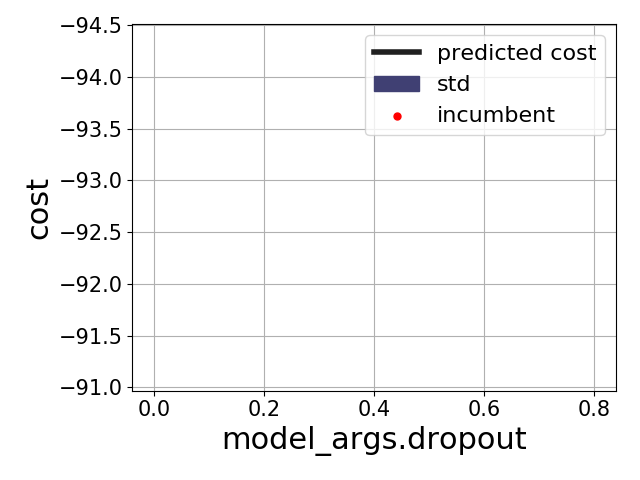 −94.5
−94.0
−93.5
−93.0
−92.5
−92.0
−91.5
−91.0
cost
predicted cost
std
incumbent
0.0 0.2 0.4 0.6 0.8
model_args.dropout